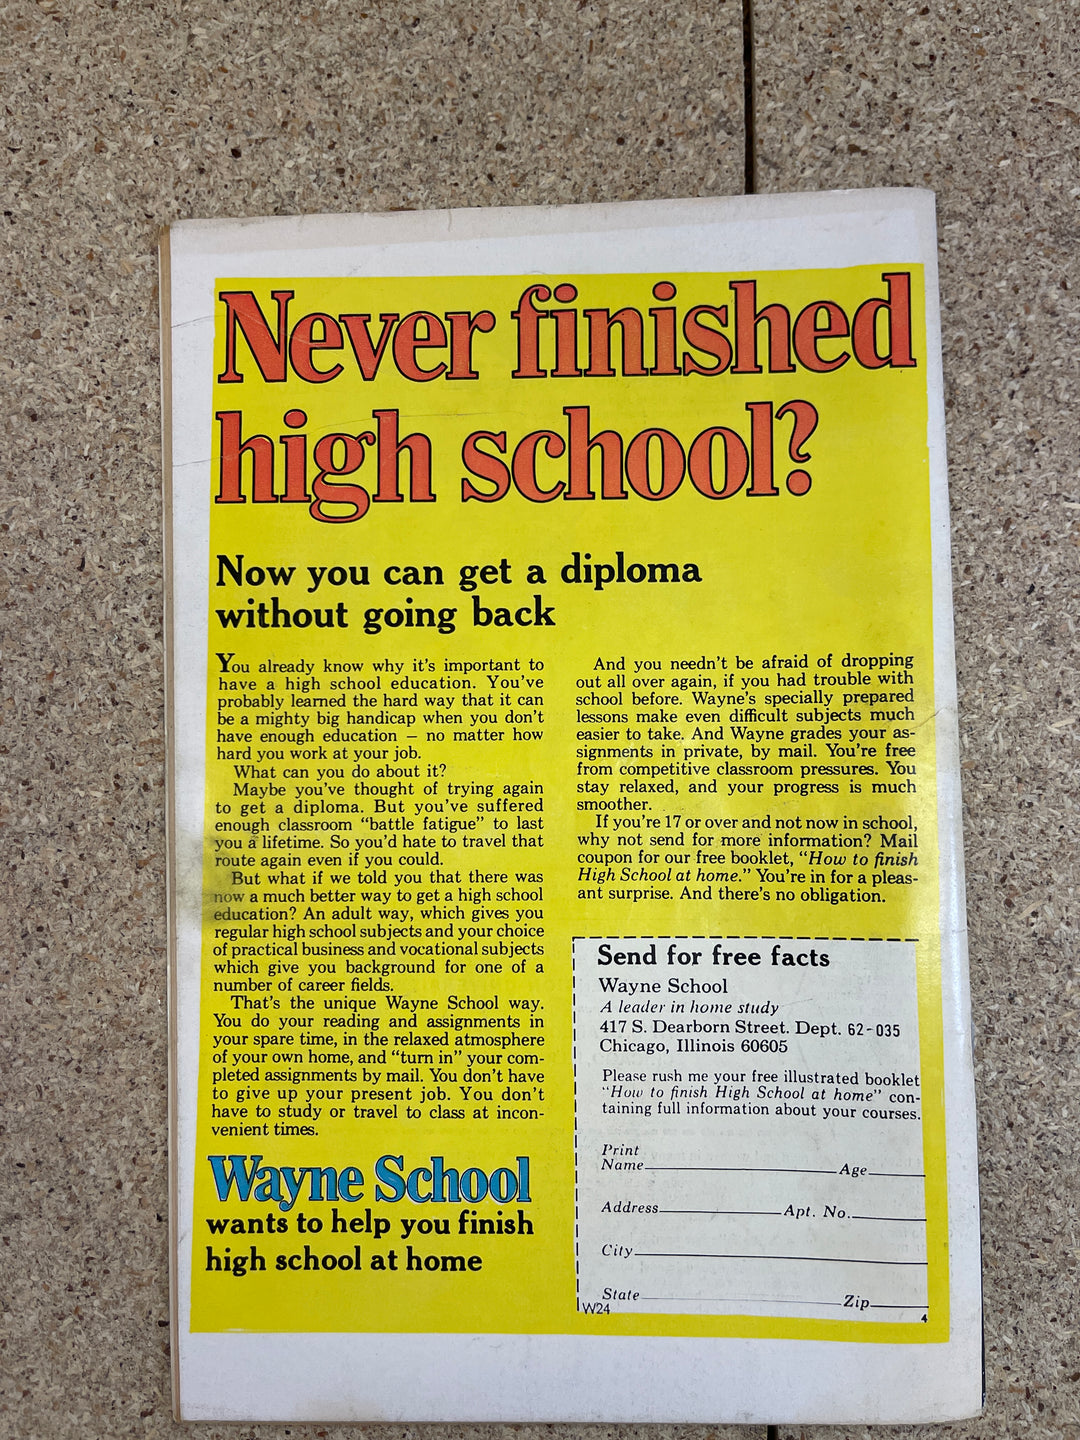 Never finished
high school?
Now you can get a diploma
without going back
You already know why it's important to
have a high school education. You've
probably learned the hard way that it can
be a mighty big handicap when you don't
have enough education — no matter how
hard you work at your job.
What can you do about it?
Maybe you've thought of trying again
to get a diploma. But you've suffered
enough classroom "battle fatigue" to last
you a lifetime. So you'd hate to travel that
route again even if you could.
But what if we told you that there was
now a much better way to get a high school
education? An adult way, which gives you
regular high school subjects and your choice
of practical business and vocational subjects
which give you background for one of a
number of career fields.
That's the unique Wayne School way.
You do your reading and assignments in
your spare time, in the relaxed atmosphere
of your own home, and "turn in" your com-
pleted assignments by mail. You don't have
to give up your present job. You don't
have to study or travel to class at incon-
venient times.
Wayne School
wants to help you finish
high school at home
And you needn't be afraid of dropping
out all over again, if you had trouble with
school before. Wayne's specially prepared
lessons make even difficult subjects much
easier to take. And Wayne grades your as-
signments in private, by mail. You're free
from competitive classroom pressures. You
stay relaxed, and your progress is much
smoother.
If you're 17 or over and not now in school,
why not send for more information? Mail
coupon for our free booklet, "How to finish
High School at home." You're in for a pleas-
ant surprise. And there's no obligation.
Send for free facts
Wayne School
A leader in home study
417 S. Dearborn Street. Dept. 62-035
Chicago, Illinois 60605
Please rush me your free illustrated booklet
"How to finish High School at home" con-
taining full information about your courses.
Print
Name Age
Address Apt. No.
City
State Zip
W24
4